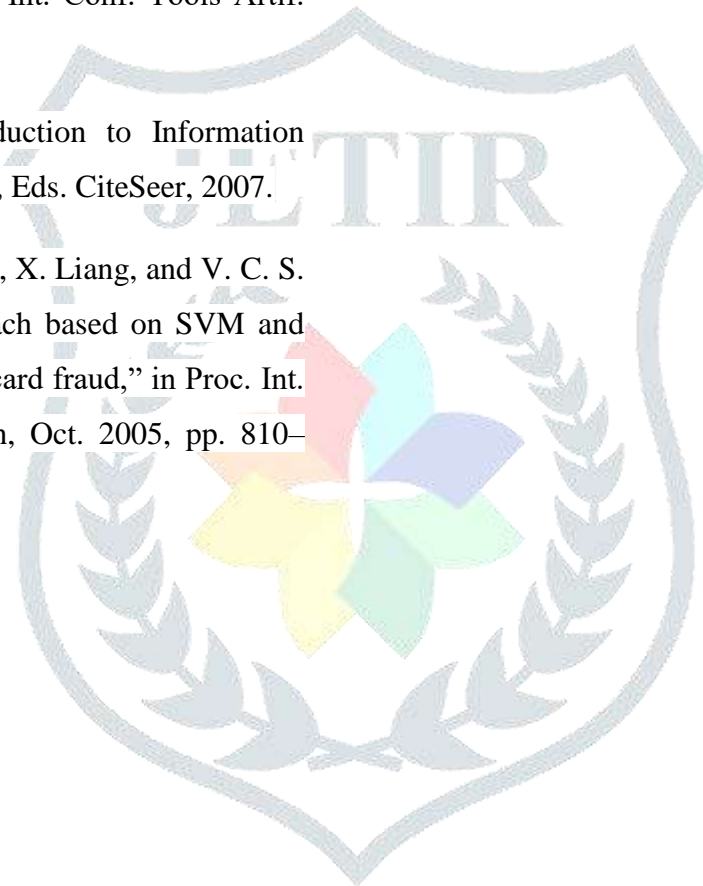 Int. Conf. Tools Artif.
duction to Information
, Eds. CiteSeer, 2007.
JETIR
, X. Liang, and V. C. S.
ach based on SVM and
card fraud,” in Proc. Int.
n, Oct. 2005, pp. 810–